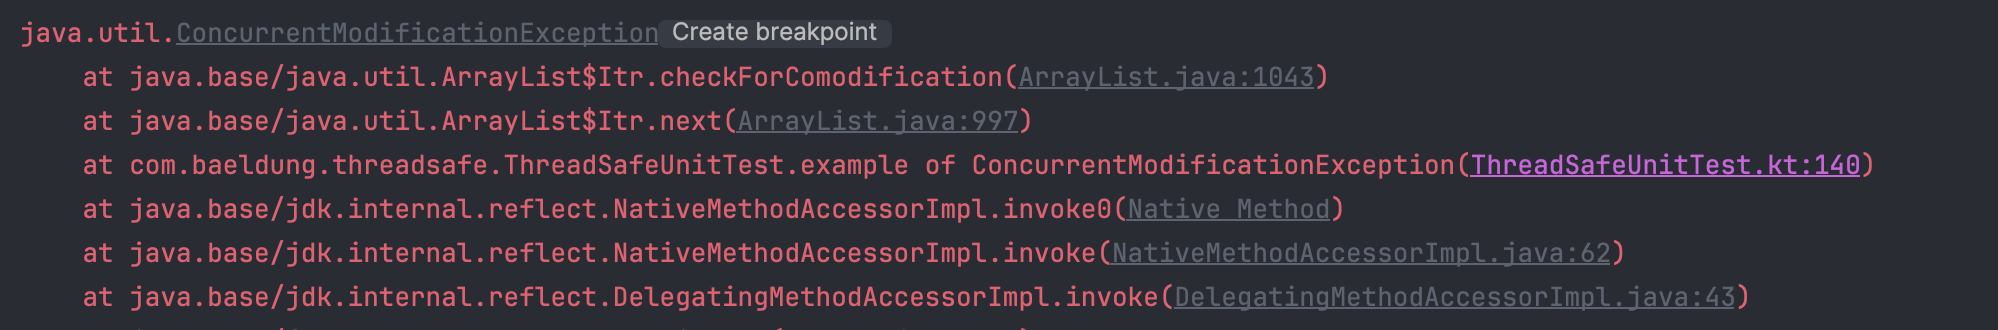 java.util.ConcurrentModificationException Create breakpoint
at java.base/java.util.ArrayList$Itr.checkForComodification(ArrayList.java:1043)
at java.base/java.util.ArrayList$Itr.next(ArrayList.java:997)
at com.baeldung.threadsafe.ThreadSafeUnitTest.example of ConcurrentModificationException(ThreadSafeUnitTest.kt:140)
at java.base/jdk.internal.reflect.NativeMethodAccessorImpl.invoke0(Native Method)
at java.base/jdk.internal.reflect.NativeMethodAccessorImpl.invoke(NativeMethodAccessorImpl.java:62)
at java.base/jdk.internal.reflect.DelegatingMethodAccessorImpl.invoke(DelegatingMethodAccessorImpl.java:43)